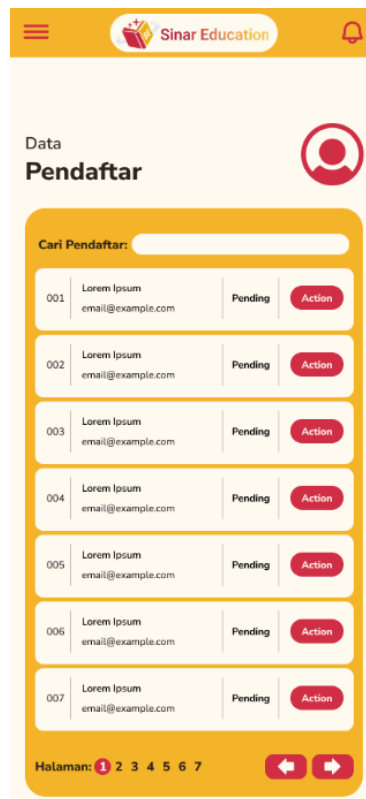 Sinar Education
Data
Pendaftar
Cari Pendaftar:
001 Lorem Ipsum Pending Action
email@example.com
002 Lorem Ipsum Pending Action
email@example.com
003 Lorem Ipsum Pending Action
email@example.com
004 Lorem Ipsum Pending Action
email@example.com
005 Lorem Ipsum Pending Action
email@example.com
006 Lorem Ipsum Pending Action
email@example.com
007 Lorem Ipsum Pending Action
email@example.com
Halaman: 1 2 3 4 5 6 7